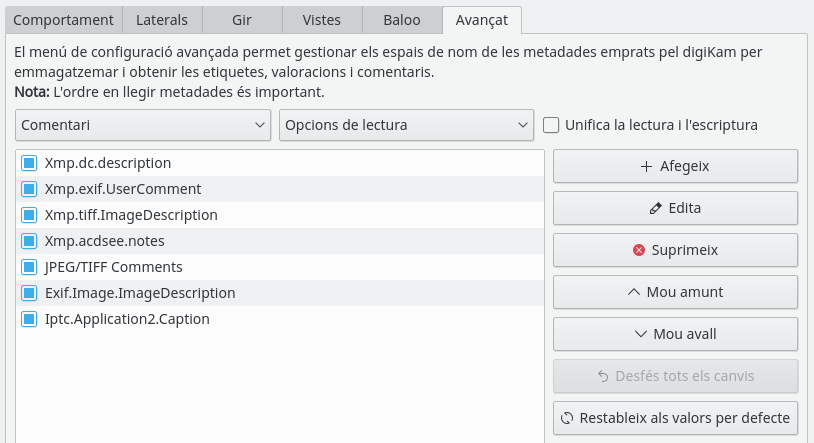 Comportament Laterals Gir Vistes Baloo Avançat
El menú de configuració avançada permet gestionar els espais de nom de les metadades emprats pel digiKam per
emmagatzemar i obtenir les etiquetes, valoracions i comentaris.
Nota: L'ordre en llegir metadades és important.
Comentari Opcions de lectura Unifica la lectura i l'escriptura
Xmp.dc.description
Xmp.exif.UserComment
Xmp.tiff.ImageDescription
Xmp.acdsee.notes
JPEG/TIFF Comments
Exif.Image.ImageDescription
Iptc.Application2.Caption
Afegeix
Edita
Suprimeix
Mou amunt
Mou avall
Desfés tots els canvis
Restableix als valors per defecte